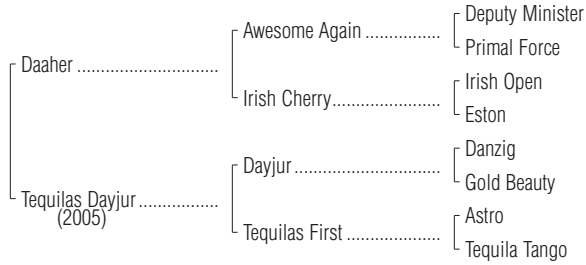 Deputy Minister
Awesome Again ..................
Primal Force
Daaher ..................................
Irish Open
Irish Cherry..........................
Eston
Danzig
Dayjur ...................................
Gold Beauty
Tequilas Dayjur ...................
(2005)
Astro
Tequilas First .......................
Tequila Tango